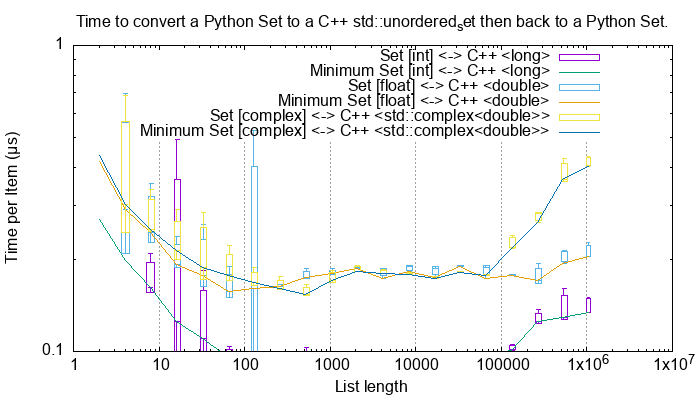 Time to convert a Python Set to a C++ std::unordered_set then back to a Python Set.
1
Set [int] <-> C++ <long>
Minimum Set [int] <-> C++ <long>
Set [float] <-> C++ <double>
Minimum Set [float] <-> C++ <double>
Set [complex] <-> C++ <std::complex<double>>
Minimum Set [complex] <-> C++ <std::complex<double>>
Time per Item (µs)
0.1
1 10 100 1000 10000 100000 1x10^6 1x10^7
List length